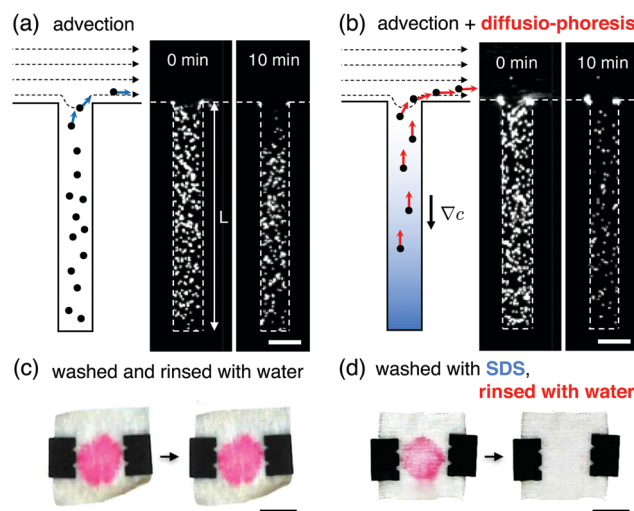 (a) advection
0 min
10 min
L
(b) advection + diffusio-phoresis
0 min
10 min
∇c
(c) washed and rinsed with water
(d) washed with SDS,
rinsed with water